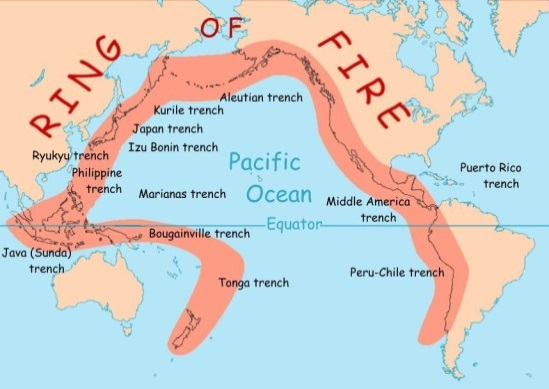 RING OF FIRE
Aleutian trench
Kurile trench
Japan trench
Izu Bonin trench
Ryukyu trench
Philippine
trench
Marianas trench
Pacific
Ocean
Equator
Bougainville trench
Java (Sunda)
trench
Tonga trench
Puerto Rico
trench
Middle America
trench
Peru-Chile trench